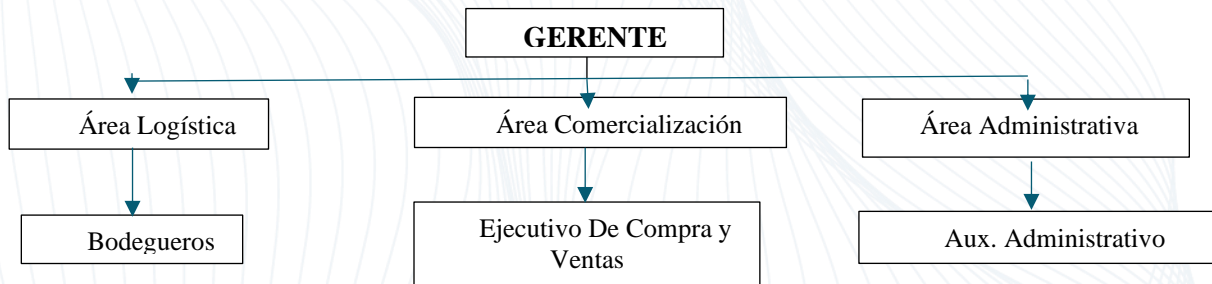 GERENTE
Área Logística
Área Comercialización
Área Administrativa
Bodegueros
Ejecutivo De Compra y
Ventas
Aux. Administrativo